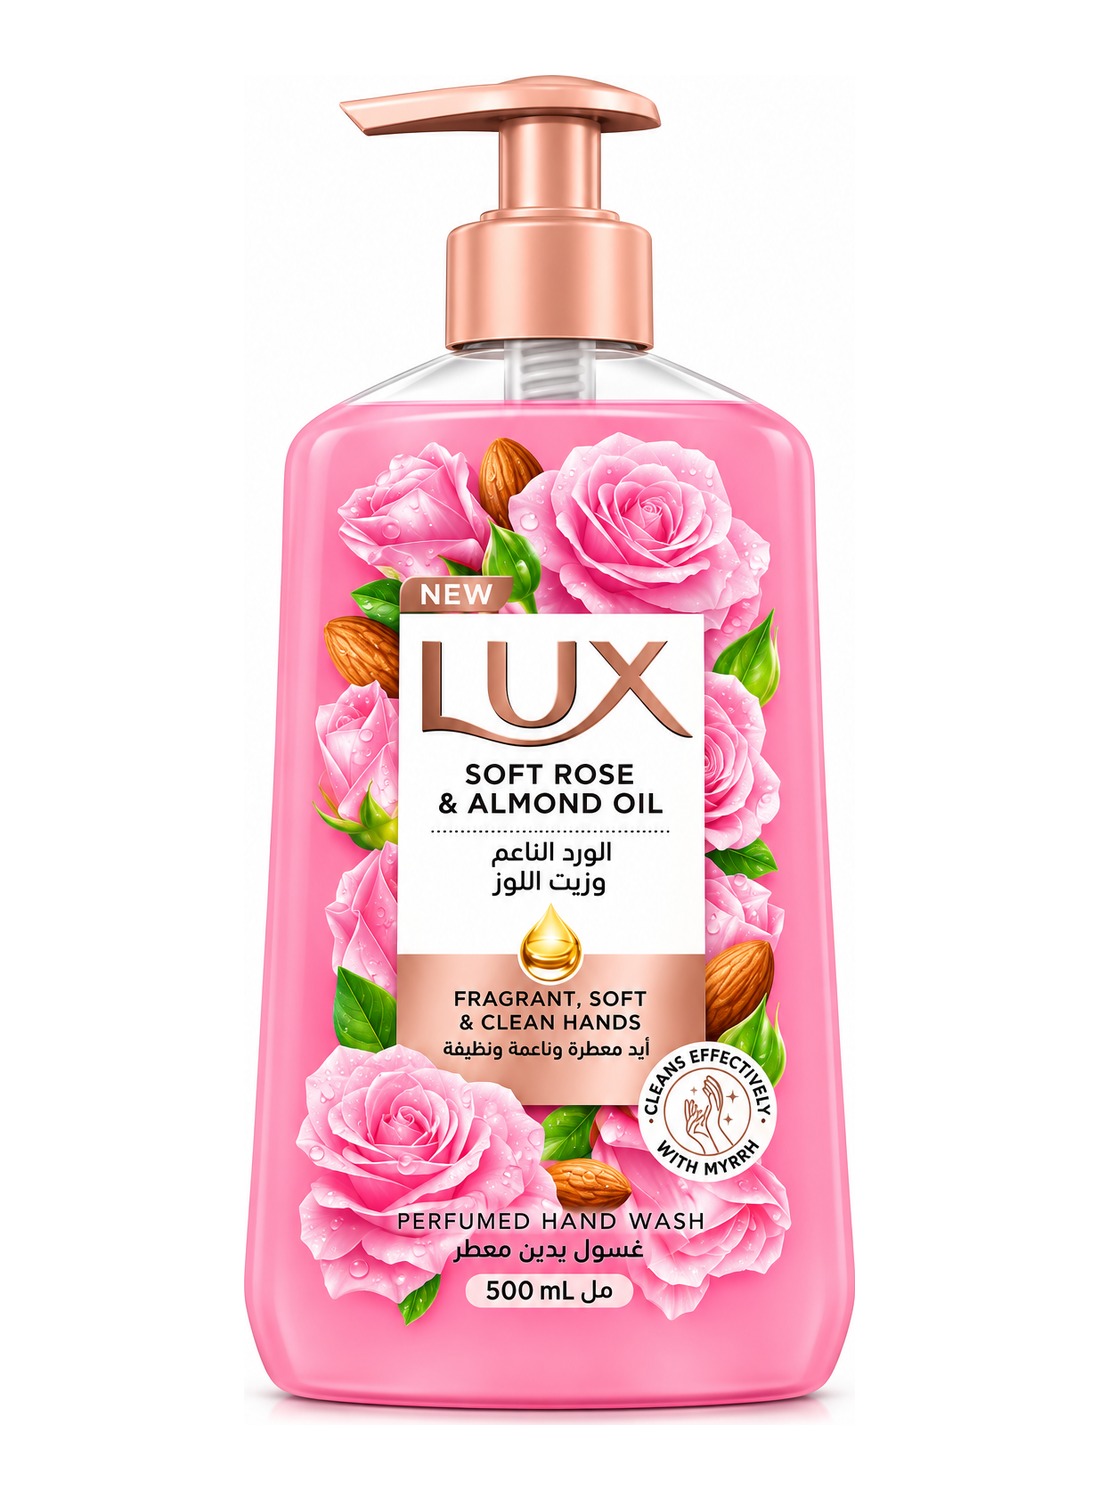 NEW
LUX
SOFT ROSE
& ALMOND OIL
الورد الناعم
وزيت اللوز
FRAGRANT, SOFT
& CLEAN HANDS
أيد معطرة وناعمة ونظيفة
CLEANS EFFECTIVELY
WITH MYRRH
PERFUMED HAND WASH
غسول يدين معطر
500 mL مل